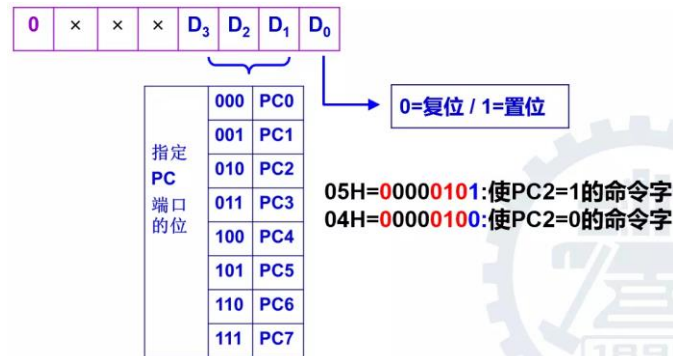 0 × × × D₃ D₂ D₁ D₀
0=复位 / 1=置位
指定
PC
端口
的位
000 PC0
001 PC1
010 PC2
011 PC3
100 PC4
101 PC5
110 PC6
111 PC7
05H=00000101:使PC2=1的命令字
04H=00000100:使PC2=0的命令字